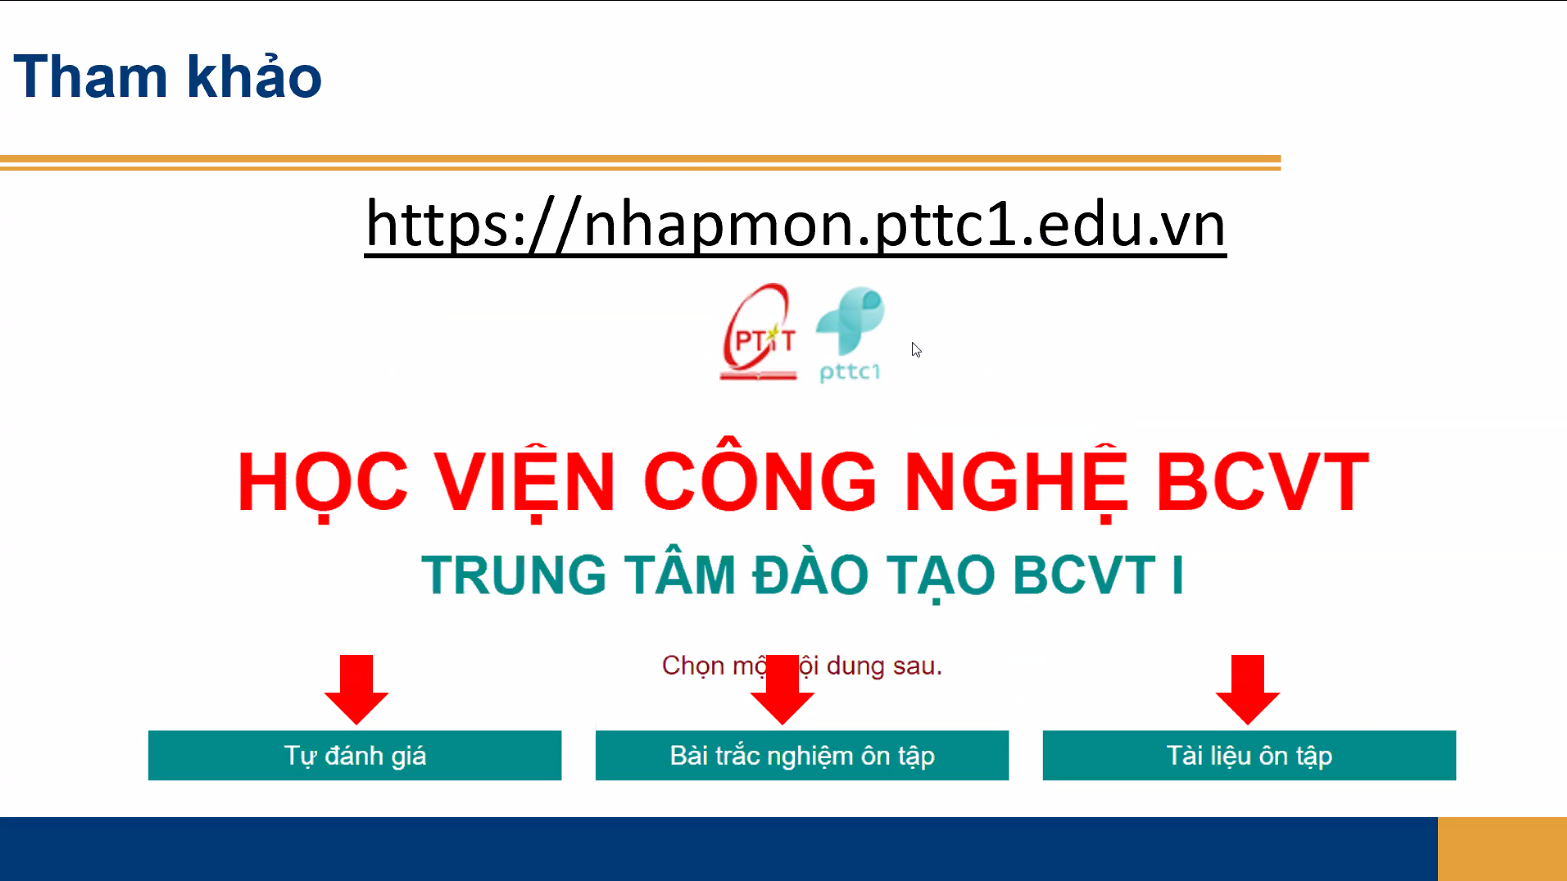 Tham khảo
https://nhapmon.pttc1.edu.vn
PTiT
pttc1
HỌC VIỆN CÔNG NGHỆ BCVT
TRUNG TÂM ĐÀO TẠO BCVT I
Chọn dung sau.
Tự đánh giá
Bài trắc nghiệm ôn tập
Tài liệu ôn tập